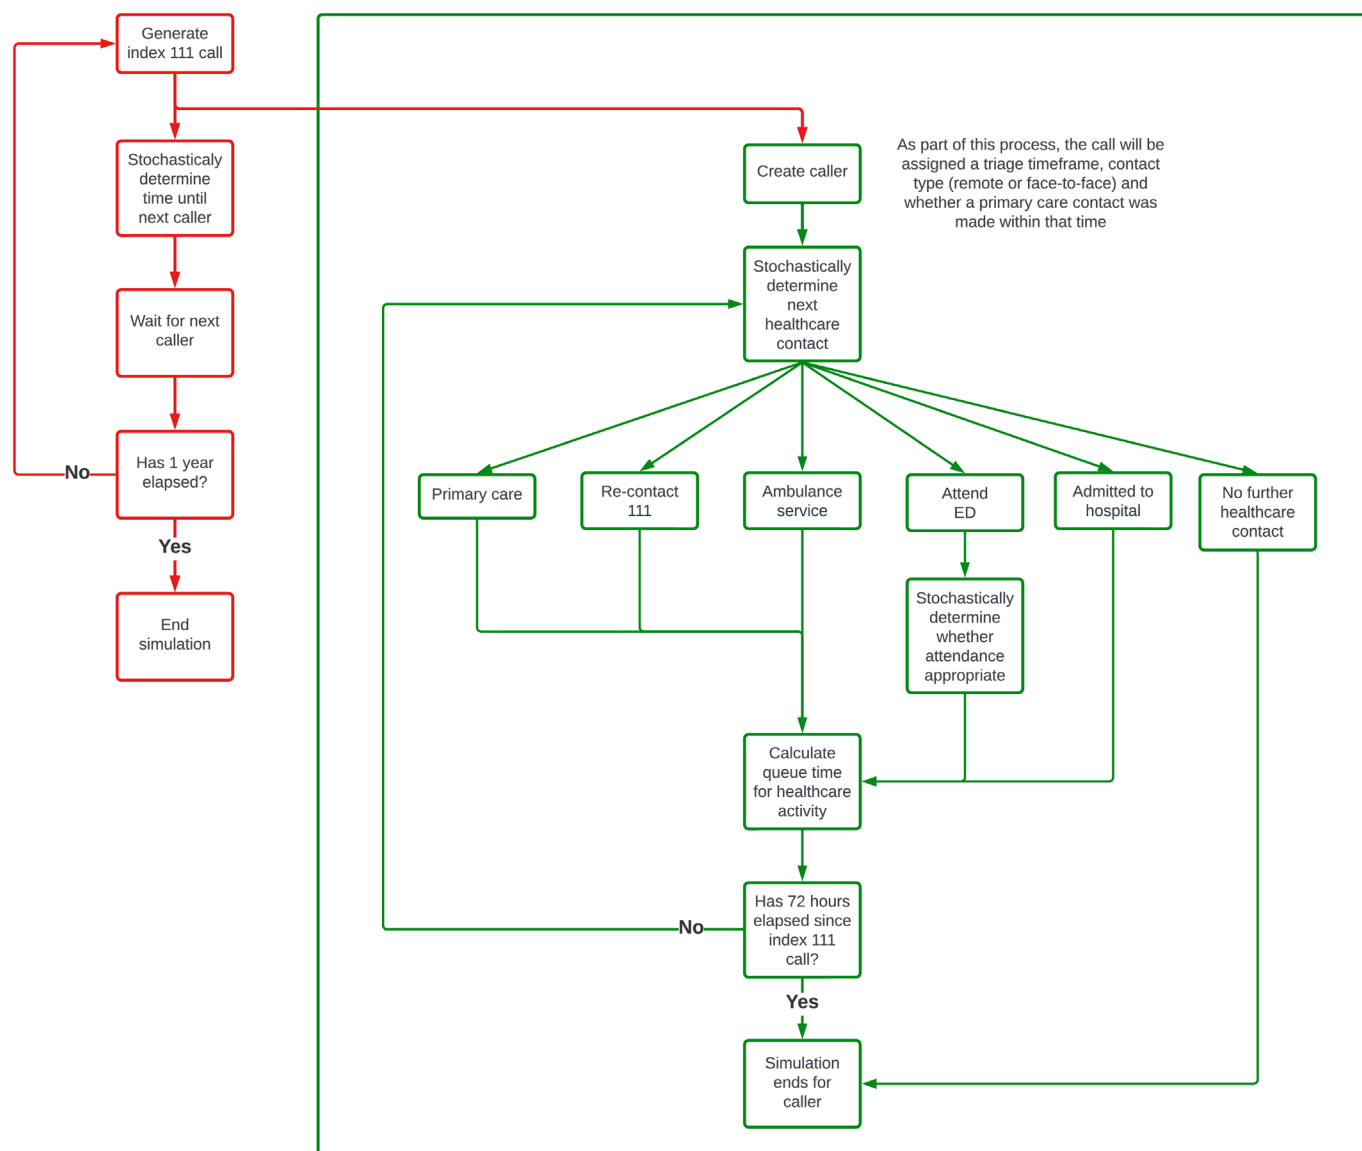 Generate
index 111 call
Stochasticaly
determine
time until
next caller
Wait for next
caller
Has 1 year
elapsed?
No
Yes
End
simulation
Create caller
As part of this process, the call will be
assigned a triage timeframe, contact
type (remote or face-to-face) and
whether a primary care contact was
made within that time
Stochastically
determine
next
healthcare
contact
Primary care
Re-contact
111
Ambulance
service
Attend
ED
Admitted to
hospital
No further
healthcare
contact
Stochastically
determine
whether
attendance
appropriate
Calculate
queue time
for healthcare
activity
Has 72 hours
elapsed since
index 111
call?
No
Yes
Simulation
ends for
caller